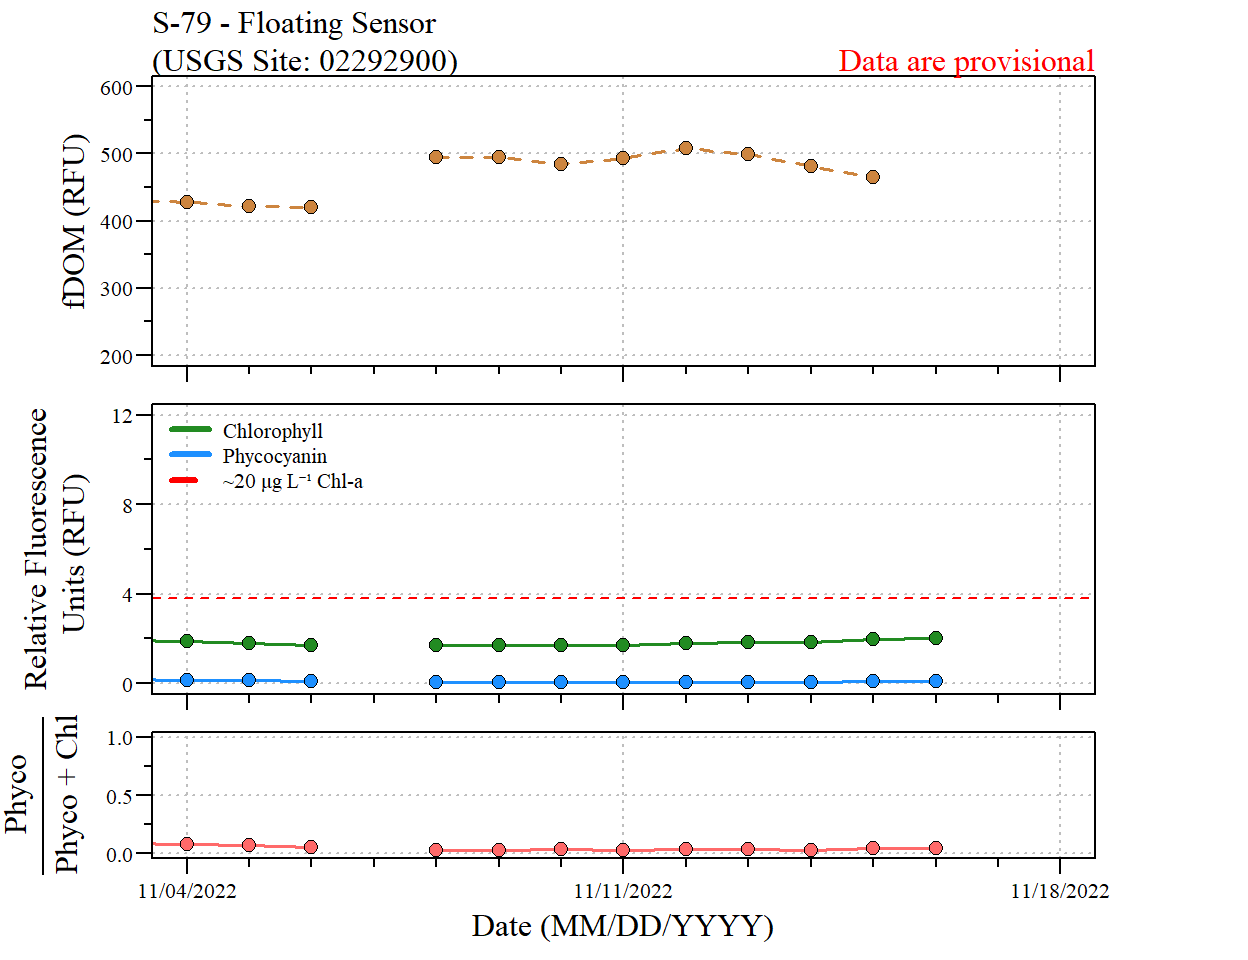 S-79 - Floating Sensor
(USGS Site: 02292900)
Data are provisional
fDOM (RFU)
600
500
400
300
200
Relative Fluorescence
Units (RFU)
12
8
4
0
Chlorophyll
Phycocyanin
~20 μg L⁻¹ Chl-a
Phyco
Phyco + Chl
1.0
0.5
0.0
11/04/2022
11/11/2022
11/18/2022
Date (MM/DD/YYYY)